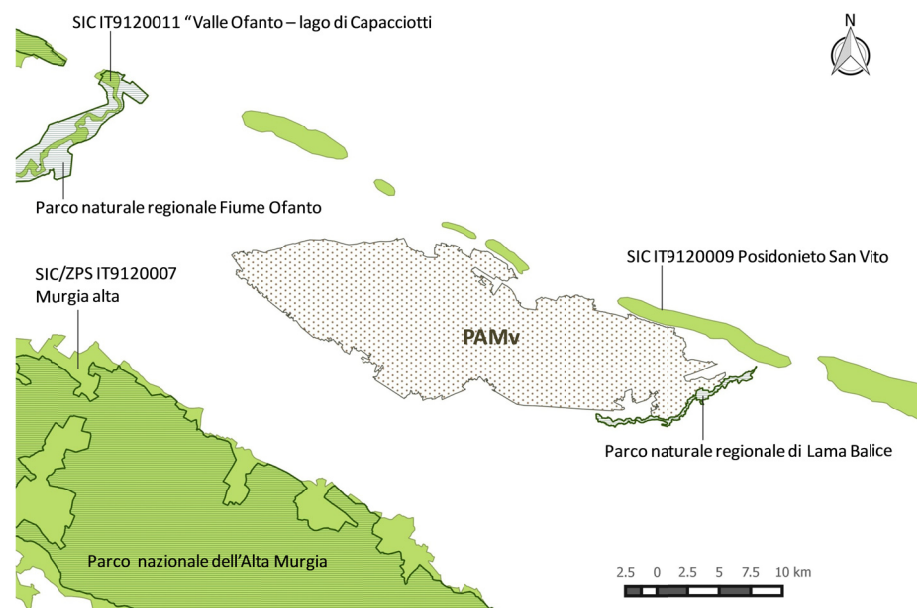 SIC IT9120011 “Valle Ofanto – lago di Capacciotti
N
Parco naturale regionale Fiume Ofanto
SIC IT9120009 Posidonieto San Vito
SIC/ZPS IT9120007
Murgia alta
PAMv
Parco naturale regionale di Lama Balice
Parco nazionale dell’Alta Murgia
2.5 0 2.5 5 7.5 10 km